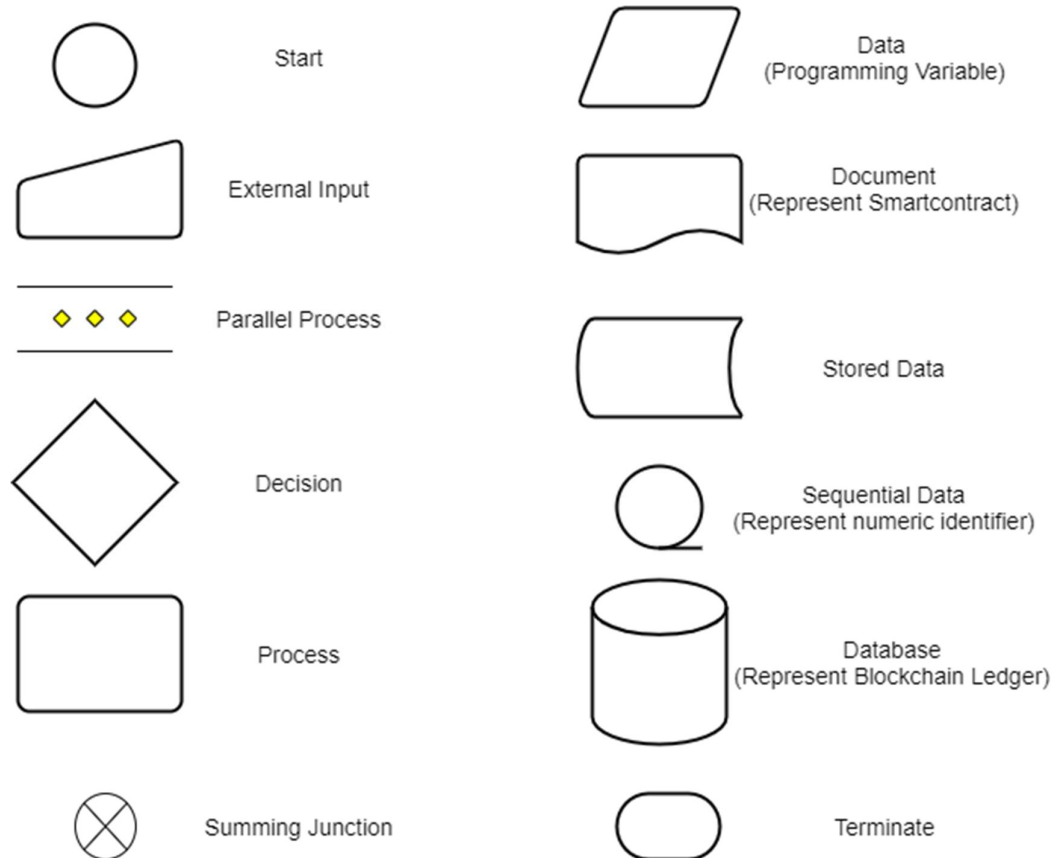 Start
External Input
Parallel Process
Decision
Process
Summing Junction
Data
(Programming Variable)
Document
(Represent Smartcontract)
Stored Data
Sequential Data
(Represent numeric identifier)
Database
(Represent Blockchain Ledger)
Terminate